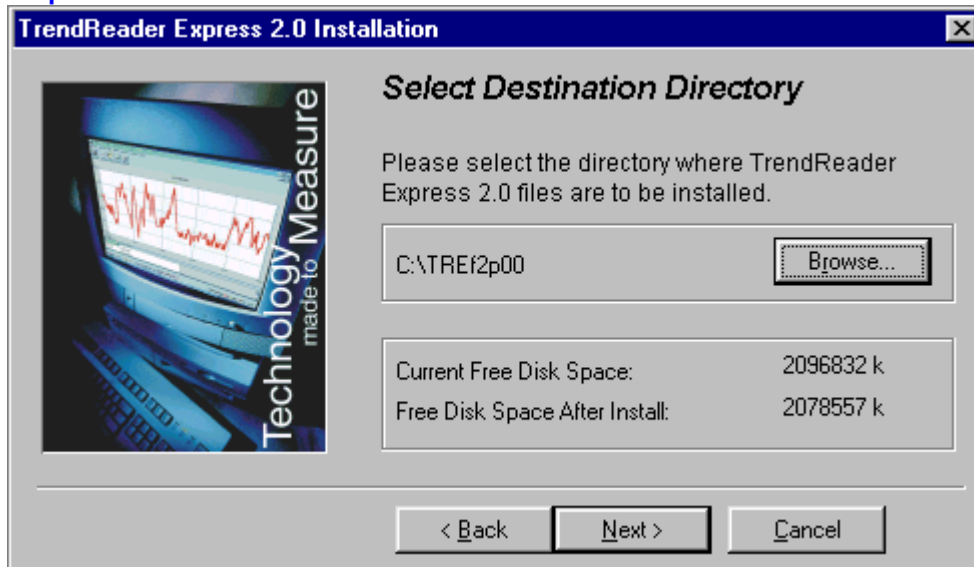 TrendReader Express 2.0 Installation
Technology
made to Measure
Select Destination Directory
Please select the directory where TrendReader
Express 2.0 files are to be installed.
C:\TREf2p00
Browse...
Current Free Disk Space: 2096832 k
Free Disk Space After Install: 2078557 k
< Back
Next >
Cancel